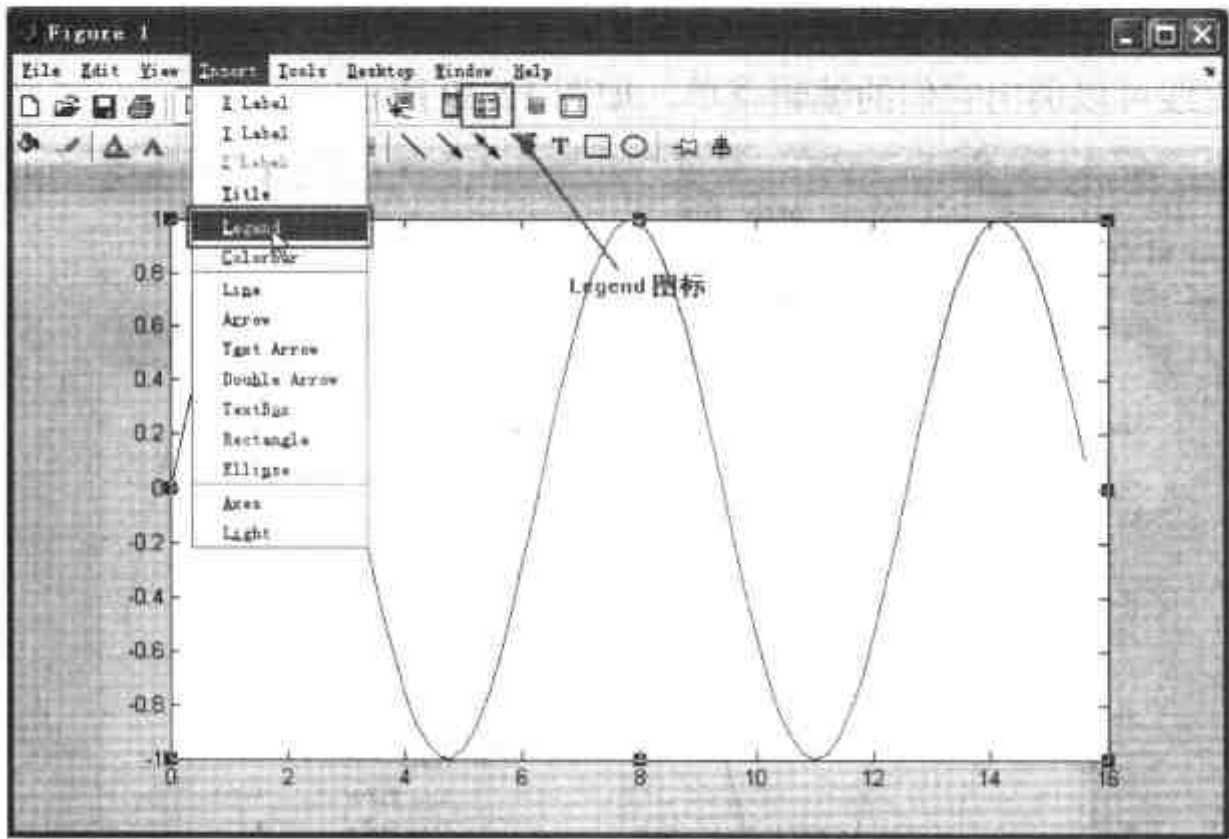 Figure 1
File Edit View Insert Tools Desktop Window Help
X Label
Y Label
Z Label
Title
Legend
Colorbar
Line
Arrow
Text Arrow
Double Arrow
TextBox
Rectangle
Ellipse
Axes
Light
T
Legend 图标
1
0.8
0.6
0.4
0.2
0
-0.2
-0.4
-0.6
-0.8
-1
0 2 4 6 8 10 12 14 16